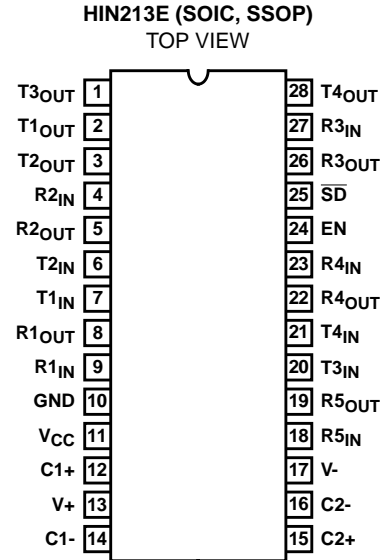 HIN213E (SOIC, SSOP)
TOP VIEW
T3OUT 1 28 T4OUT
T1OUT 2 27 R3IN
T2OUT 3 26 R3OUT
R2IN 4 25 S̅D̅
R2OUT 5 24 EN
T2IN 6 23 R4IN
T1IN 7 22 R4OUT
R1OUT 8 21 T4IN
R1IN 9 20 T3IN
GND 10 19 R5OUT
VCC 11 18 R5IN
C1+ 12 17 V-
V+ 13 16 C2-
C1- 14 15 C2+